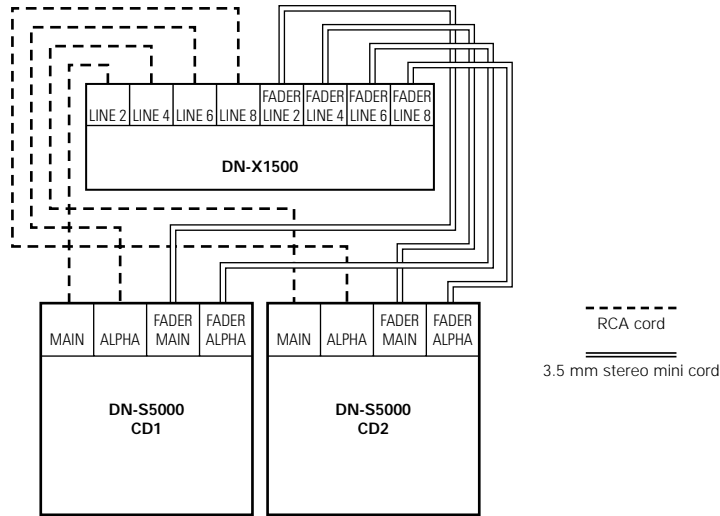 FADER FADER FADER FADER
LINE 2 LINE 4 LINE 6 LINE 8 LINE 2 LINE 4 LINE 6 LINE 8
DN-X1500
RCA cord
3.5 mm stereo mini cord
MAIN ALPHA FADER MAIN FADER ALPHA
DN-S5000
CD1
MAIN ALPHA FADER MAIN FADER ALPHA
DN-S5000
CD2